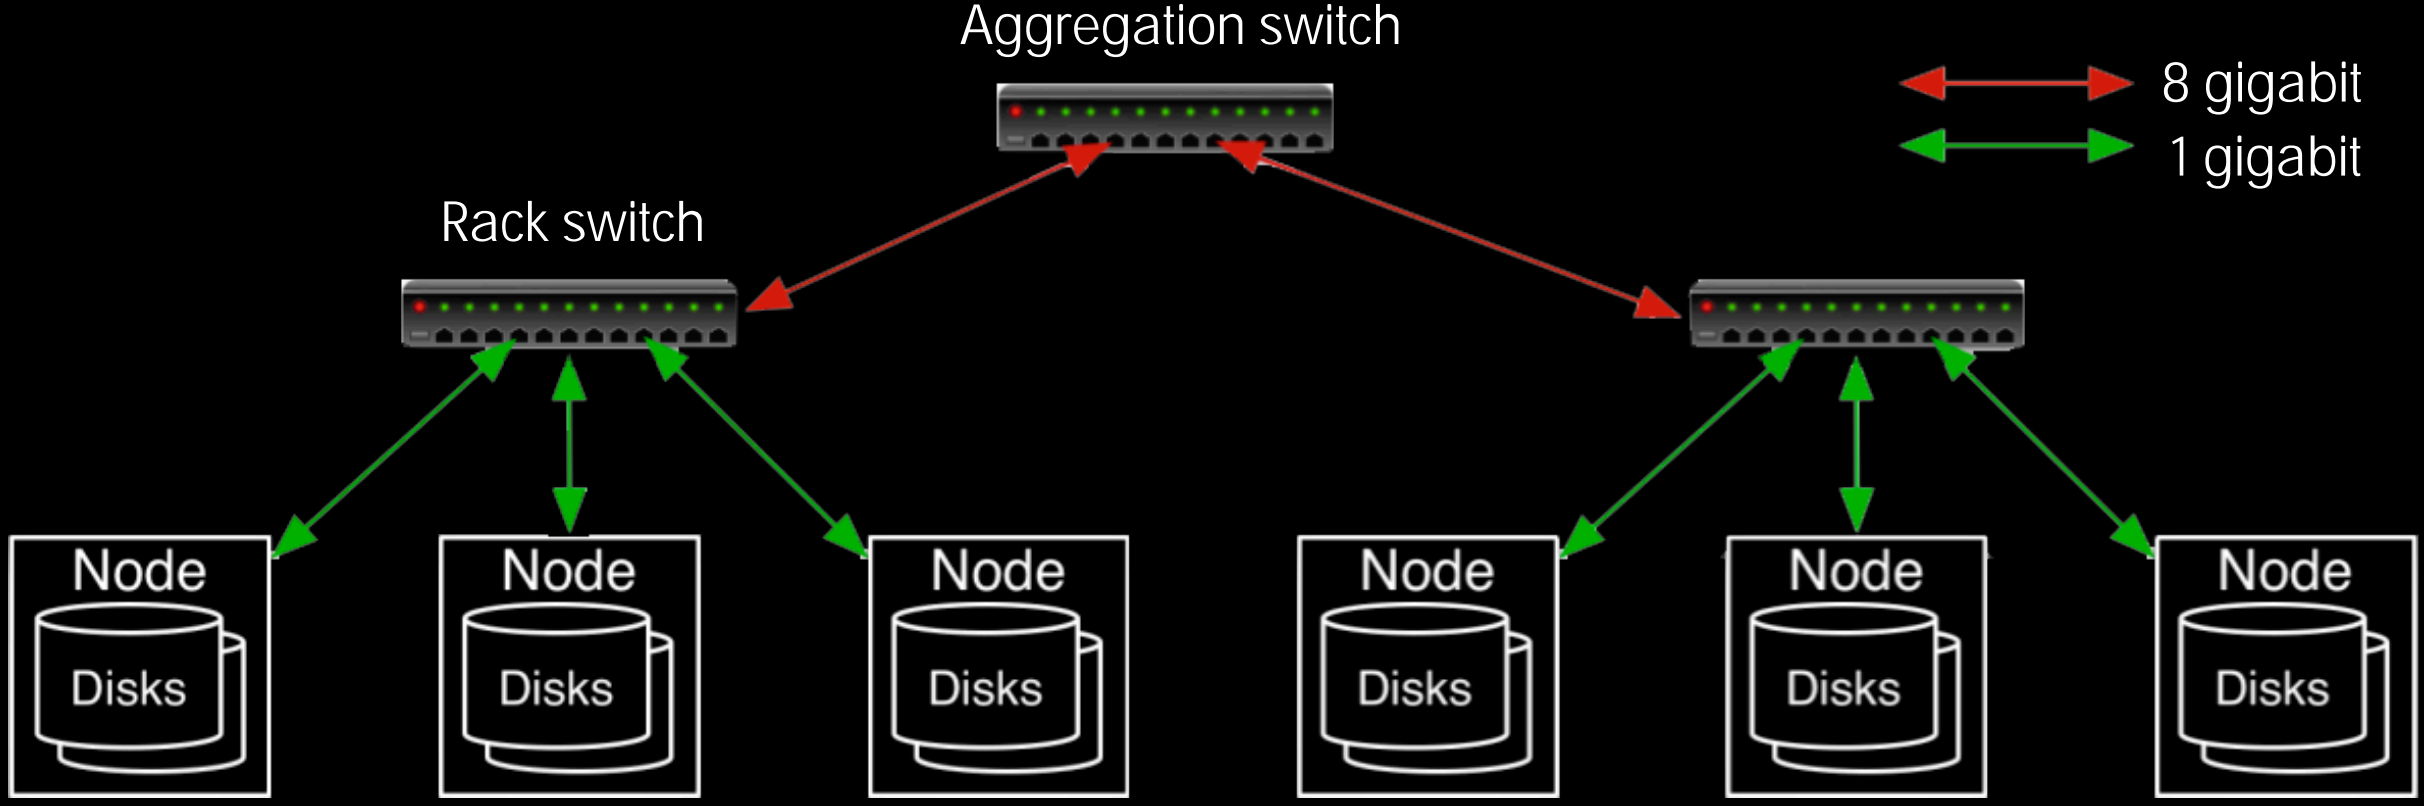 Aggregation switch
8 gigabit
1 gigabit
Rack switch
Node
Disks
Node
Disks
Node
Disks
Node
Disks
Node
Disks
Node
Disks